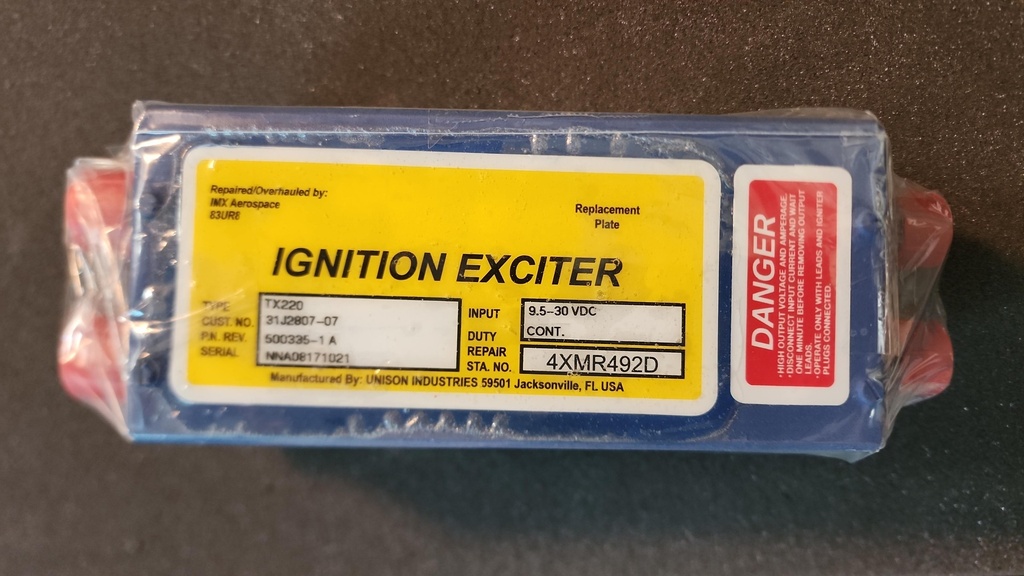 Repaired/Overhauled by:
IMX Aerospace
83UR6
Replacement
Plate
IGNITION EXCITER
TYPE TX220
CUST. NO. 31J2807-07
P.N. REV. 500335-1 A
SERIAL NNA08171021
INPUT 9.5-30 VDC
DUTY CONT.
REPAIR
STA. NO. 4XMR492D
Manufactured By: UNISON INDUSTRIES 59501 Jacksonville, FL USA
DANGER
· HIGH OUTPUT VOLTAGE AND AMPERAGE.
· DISCONNECT INPUT CURRENT AND WAIT
ONE MINUTE BEFORE REMOVING OUTPUT
LEADS.
· OPERATE ONLY WITH LEADS AND IGNITER
PLUGS CONNECTED.